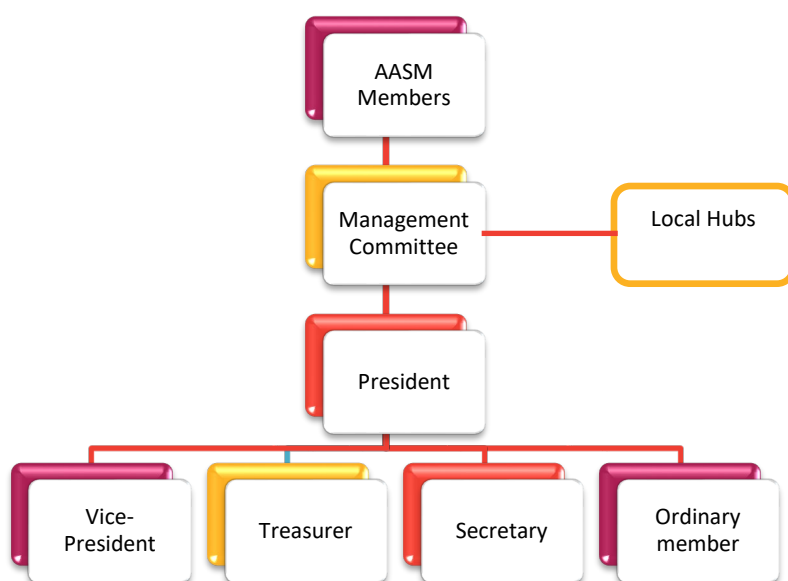 AASM
Members
Management
Committee
Local Hubs
President
Vice-
President
Treasurer
Secretary
Ordinary
member